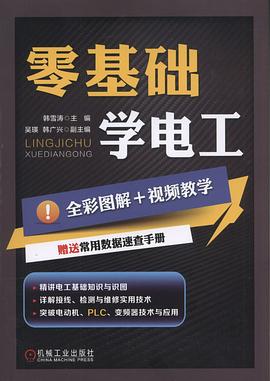 零基础
韩雪涛 主 编
吴瑛 韩广兴 副主编
LINGJICHU
XUEDIANGONG
学电工
! 全彩图解+视频教学
赠送常用数据速查手册
精讲电工基础知识与识图
详解接线、检测与维修实用技术
突破电动机、PLC、变频器技术与应用
机械工业出版社
CHINA MACHINE PRESS